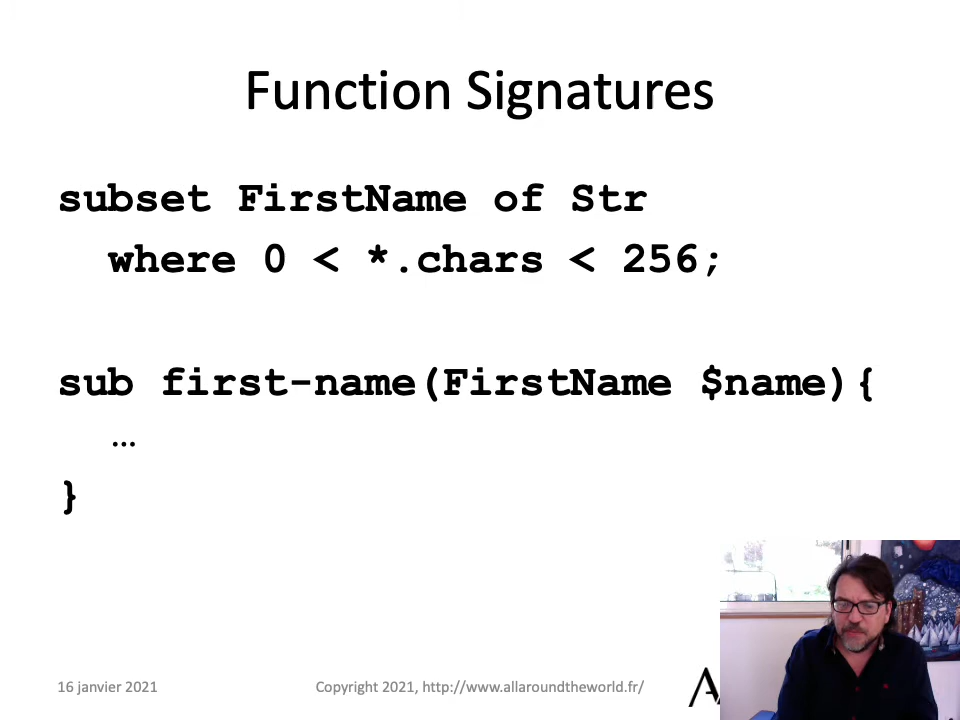 Function Signatures
subset FirstName of Str
where 0 < *.chars < 256;
sub first-name(FirstName $name){
…
}
16 janvier 2021
Copyright 2021, http://www.allaroundtheworld.fr/